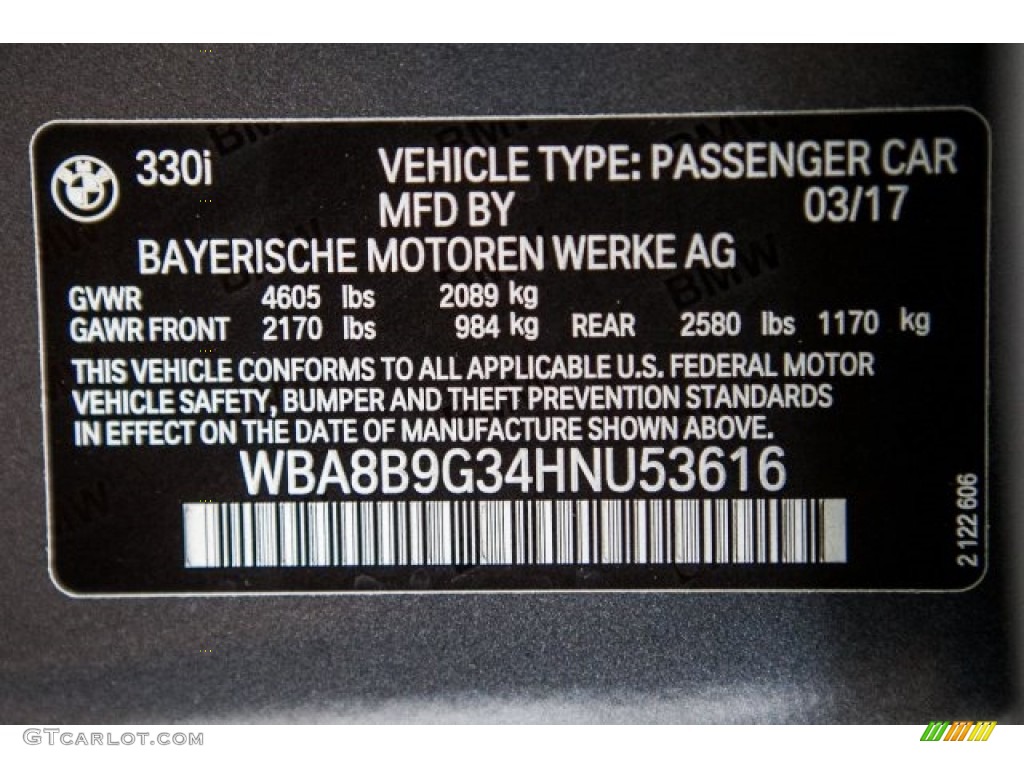 330i VEHICLE TYPE: PASSENGER CAR
MFD BY 03/17
BAYERISCHE MOTOREN WERKE AG
GVWR 4605 lbs 2089 kg
GAWR FRONT 2170 lbs 984 kg REAR 2580 lbs 1170 kg
THIS VEHICLE CONFORMS TO ALL APPLICABLE U.S. FEDERAL MOTOR
VEHICLE SAFETY, BUMPER AND THEFT PREVENTION STANDARDS
IN EFFECT ON THE DATE OF MANUFACTURE SHOWN ABOVE.
WBA8B9G34HNU53616
2 122 606
GTCarLot.com